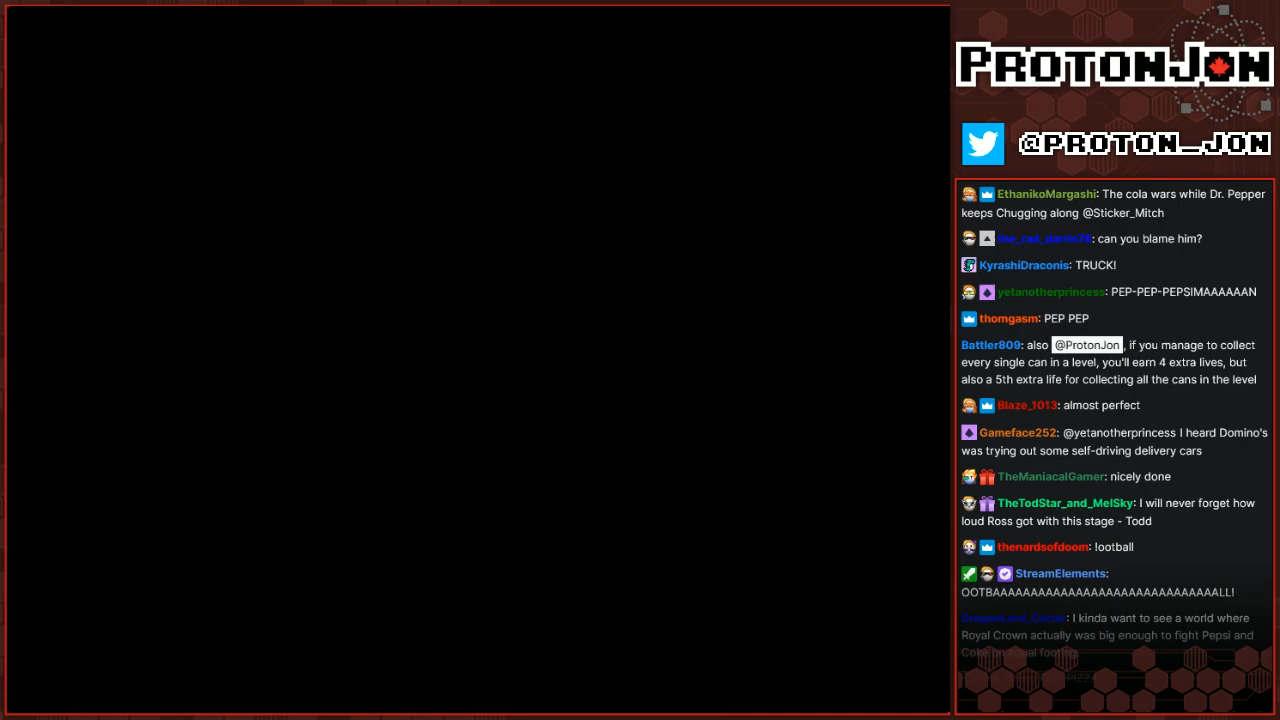 PROTONJON
@PROTON_JON
EthanikoMargashi: The cola wars while Dr. Pepper
keeps Chugging along @Sticker_Mitch
: can you blame him?
KyrashiDraconis: TRUCK!
yetanotherprincess: PEP-PEP-PEPSIMAAAAAAN
thomgasm: PEP PEP
Battler809: also @ProtonJon, if you manage to collect
every single can in a level, you'll earn 4 extra lives, but
also a 5th extra life for collecting all the cans in the level
Blaze_1013: almost perfect
Gameface252: @yetanotherprincess I heard Domino's
was trying out some self-driving delivery cars
TheManiacalGamer: nicely done
TheTodStar_and_MelSky: I will never forget how
loud Ross got with this stage - Todd
thenardsofdoom: !ootball
StreamElements:
OOTBAAAAAAAAAAAAAAAAAAAAAAAAAAAAALL!
: I kinda want to see a world where
Royal Crown actually was big enough to fight Pepsi and